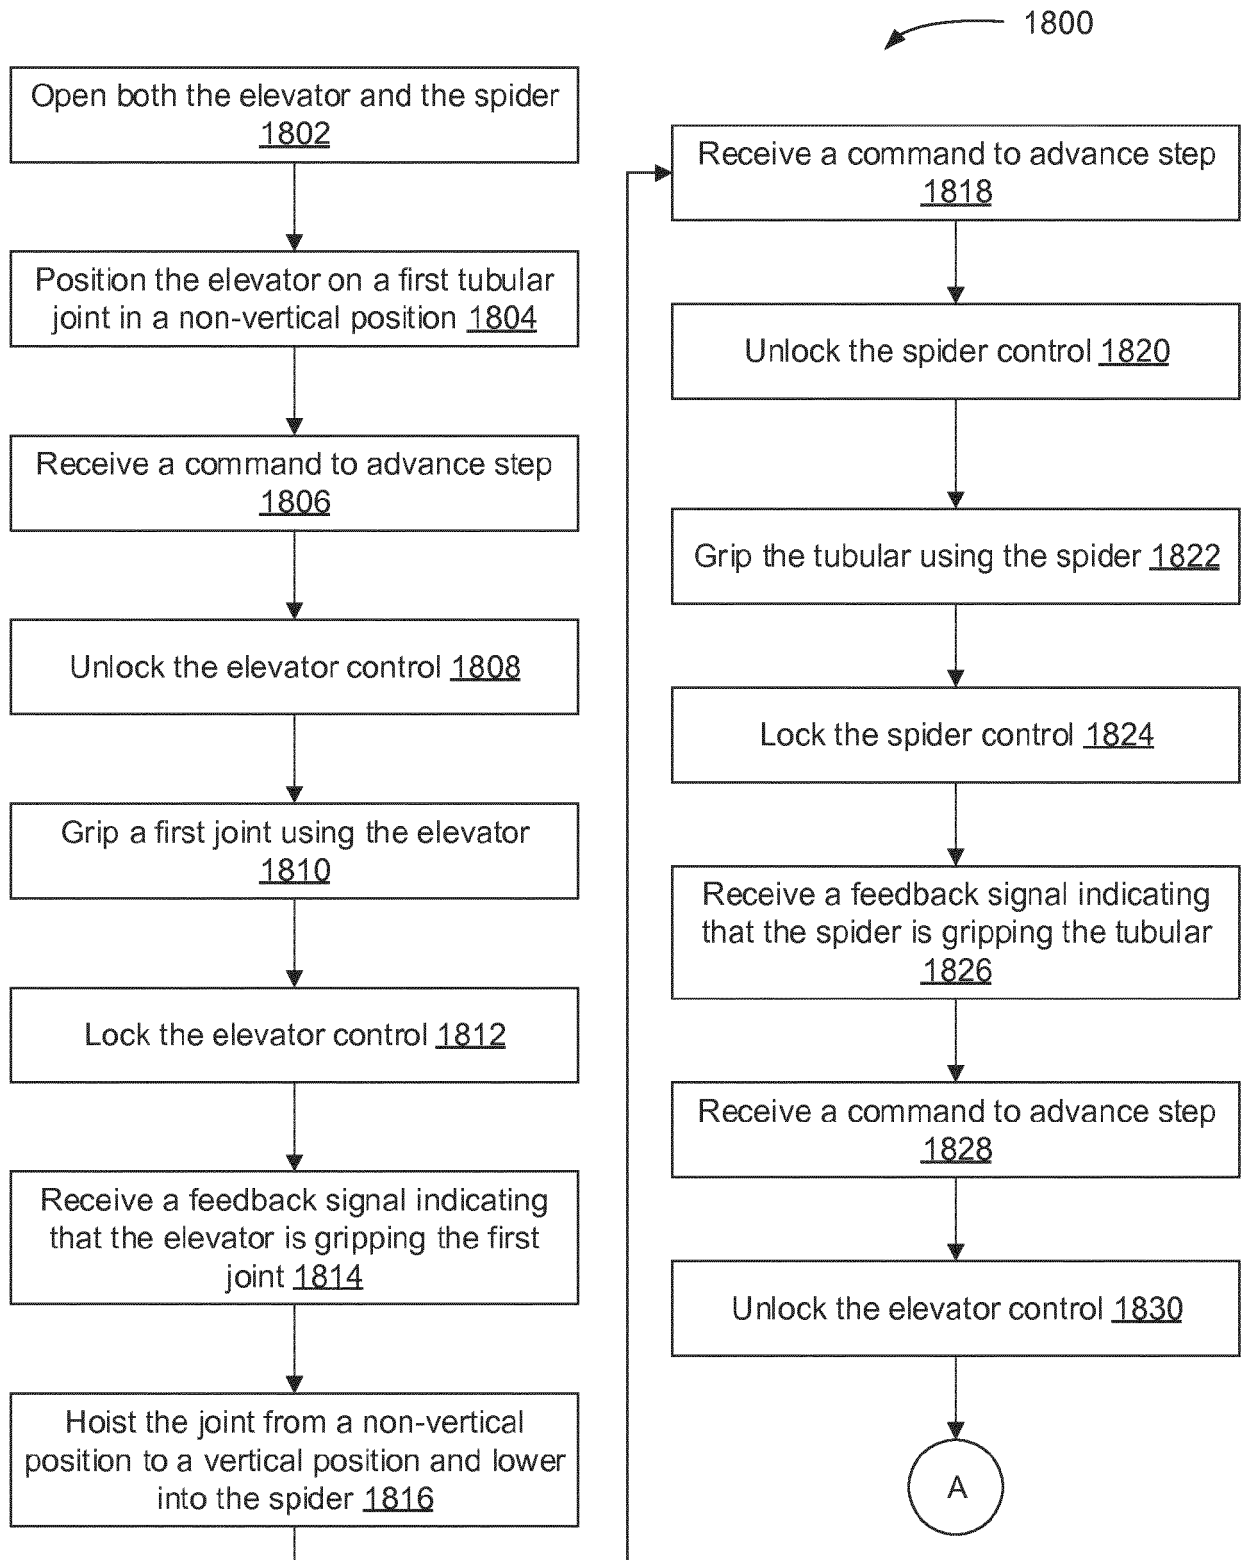 1800
Open both the elevator and the spider
1802
Position the elevator on a first tubular
joint in a non-vertical position 1804
Receive a command to advance step
1806
Unlock the elevator control 1808
Grip a first joint using the elevator
1810
Lock the elevator control 1812
Receive a feedback signal indicating
that the elevator is gripping the first
joint 1814
Hoist the joint from a non-vertical
position to a vertical position and lower
into the spider 1816
Receive a command to advance step
1818
Unlock the spider control 1820
Grip the tubular using the spider 1822
Lock the spider control 1824
Receive a feedback signal indicating
that the spider is gripping the tubular
1826
Receive a command to advance step
1828
Unlock the elevator control 1830
A